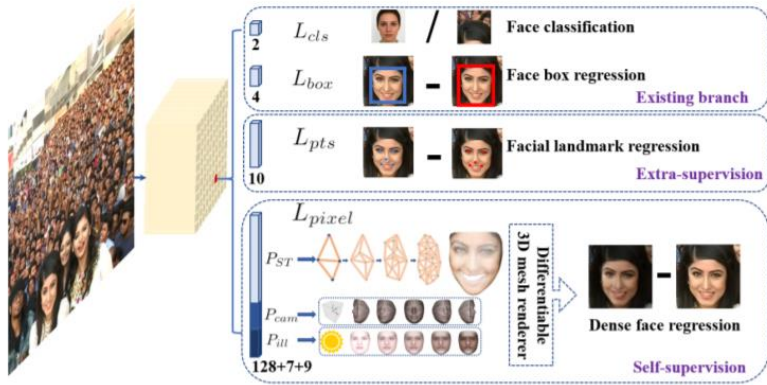 L_cls / Face classification
2
L_box - Face box regression
4
Existing branch
L_pts - Facial landmark regression
10
Extra-supervision
L_pixel
P_ST
P_cam
P_ill
128+7+9
Differentiable
3D mesh renderer
-
Dense face regression
Self-supervision